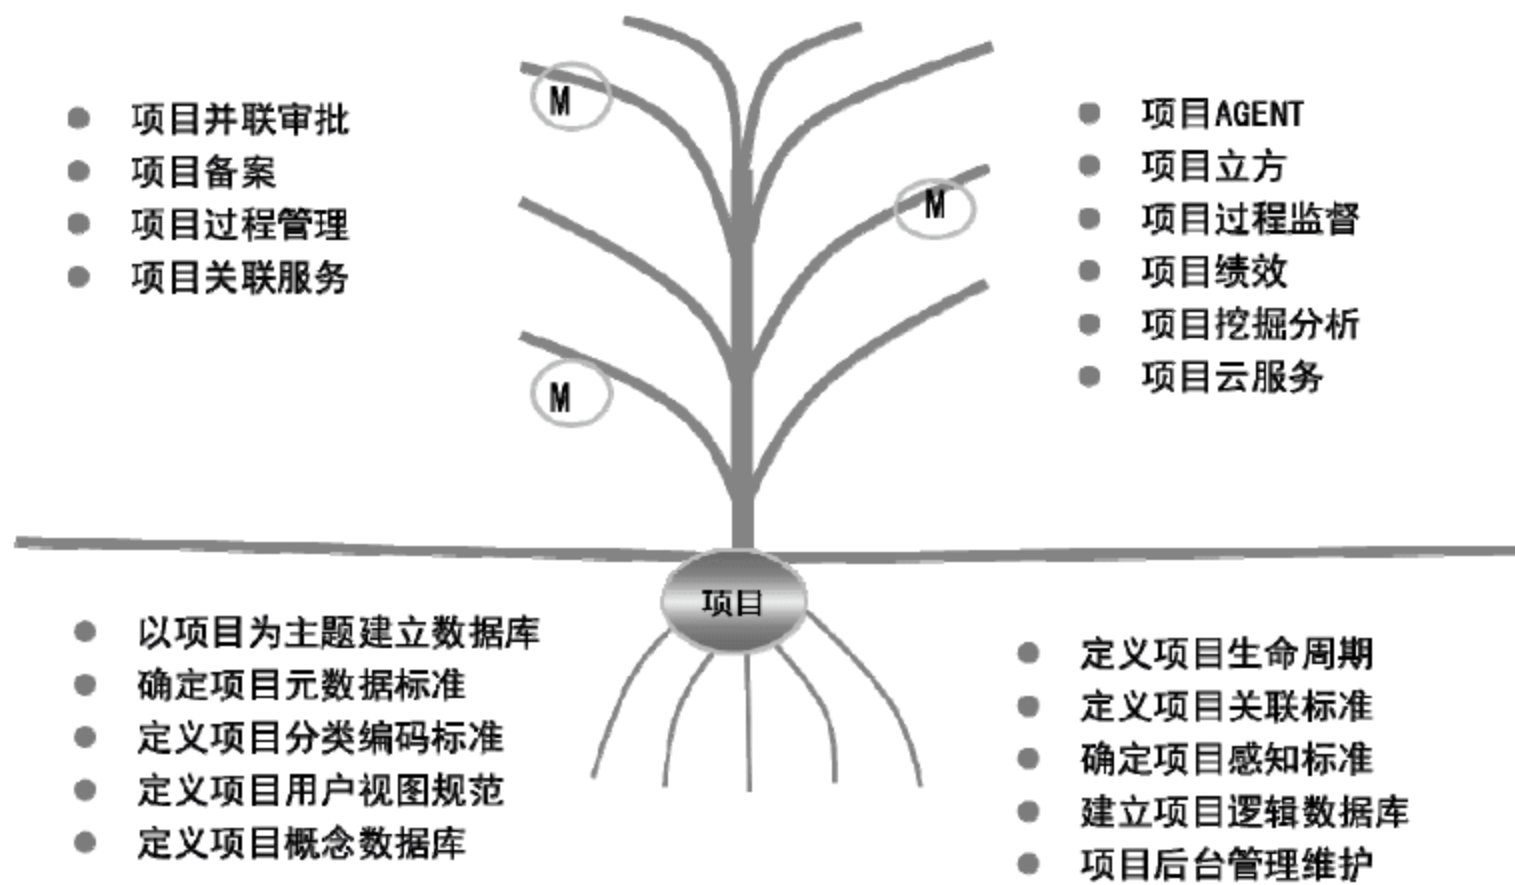 项目并联审批
项目备案
项目过程管理
项目关联服务
M
M
M
项目AGENT
项目立方
项目过程监督
项目绩效
项目挖掘分析
项目云服务
项目
以项目为主题建立数据库
确定项目元数据标准
定义项目分类编码标准
定义项目用户视图规范
定义项目概念数据库
定义项目生命周期
定义项目关联标准
确定项目感知标准
建立项目逻辑数据库
项目后台管理维护